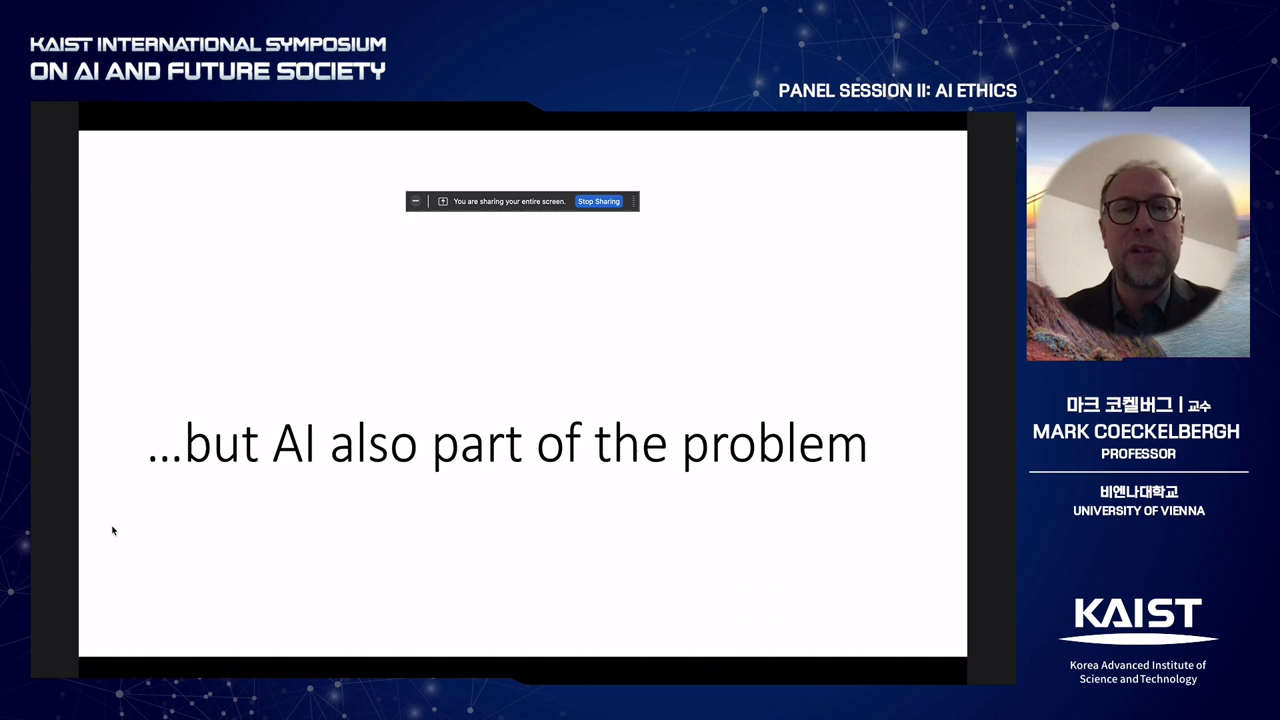 KAIST INTERNATIONAL SYMPOSIUM
ON AI AND FUTURE SOCIETY
PANEL SESSION II: AI ETHICS
You are sharing your entire screen.
Stop Sharing
...but AI also part of the problem
마크 코켈버그 | 교수
MARK COECKELBERGH
PROFESSOR
비엔나대학교
UNIVERSITY OF VIENNA
KAIST
Korea Advanced Institute of
Science and Technology